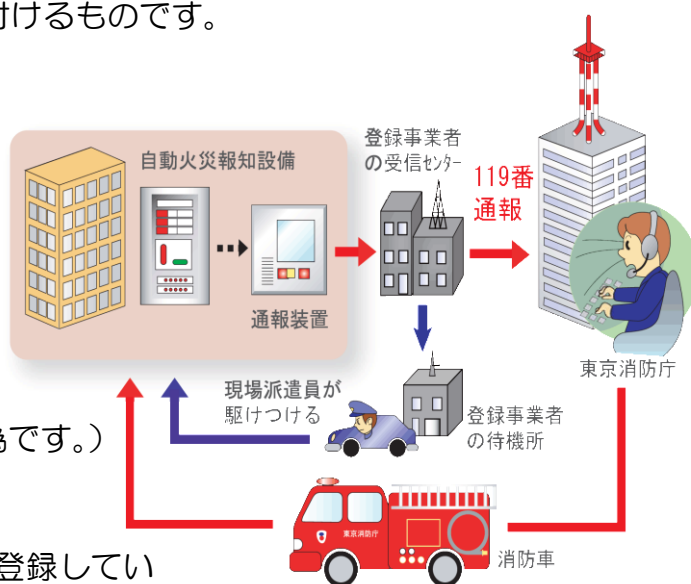 付けるものです。
登録事業者
の受信センター
自動火災報知設備
119番
通報
通報装置
東京消防庁
現場派遣員が
駆けつける
登録事業者
の待機所
為です。）
東京消防庁
消防車
登録してい